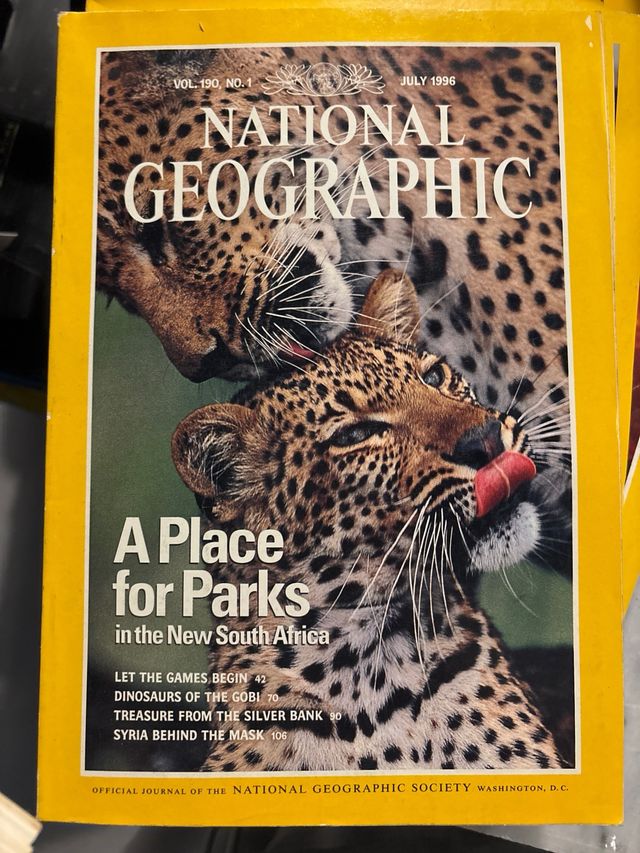 VOL. 190, NO. 1 JULY 1996
NATIONAL
GEOGRAPHIC
A Place
for Parks
in the New South Africa
LET THE GAMES BEGIN 42
DINOSAURS OF THE GOBI 70
TREASURE FROM THE SILVER BANK 90
SYRIA BEHIND THE MASK 106
OFFICIAL JOURNAL OF THE NATIONAL GEOGRAPHIC SOCIETY WASHINGTON, D.C.